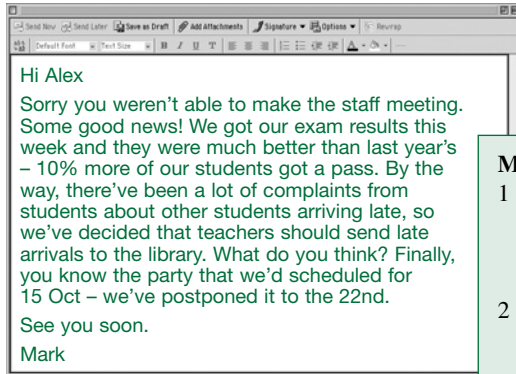 Send Now Send Later Save as Draft Add Attachments Signature Options Rewrap
Default Font Text Size B I U T A
Hi Alex
Sorry you weren't able to make the staff meeting.
Some good news! We got our exam results this
week and they were much better than last year's
– 10% more of our students got a pass. By the
way, there've been a lot of complaints from
students about other students arriving late, so
we've decided that teachers should send late
arrivals to the library. What do you think? Finally,
you know the party that we'd scheduled for
15 Oct – we've postponed it to the 22nd.
See you soon.
Mark
M
1
2